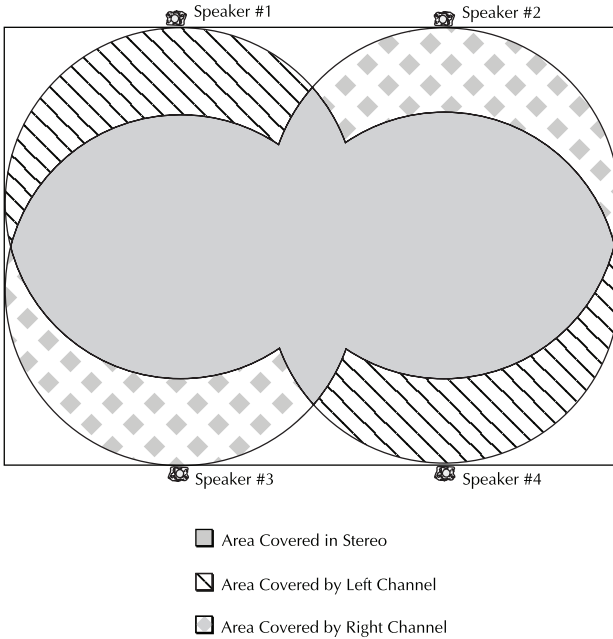 Speaker #1
Speaker #2
Speaker #3
Speaker #4
Area Covered in Stereo
Area Covered by Left Channel
Area Covered by Right Channel